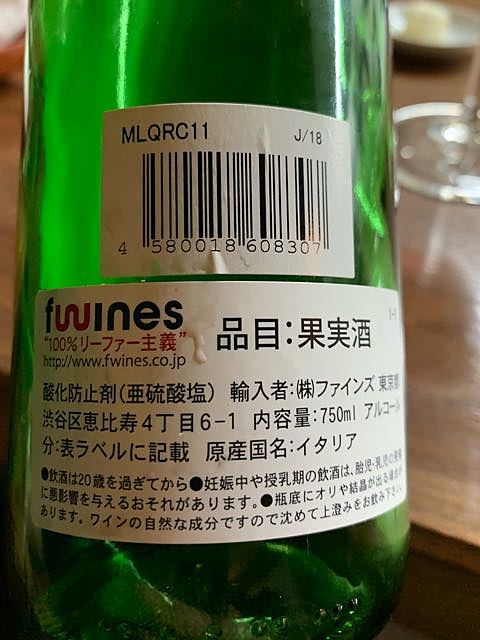 MLQRC11 J/18
4 580018 608307
fwines
"100%リーファー主義" 品目:果実酒
http://www.fwines.co.jp
酸化防止剤(亜硫酸塩) 輸入者:(株)ファインズ 東京都
渋谷区恵比寿4丁目6-1 内容量:750ml アルコール
分:表ラベルに記載 原産国名:イタリア
●飲酒は20歳を過ぎてから●妊娠中や授乳期の飲酒は、胎児・乳児の発育
に悪影響を与えるおそれがあります。●瓶底にオリや結晶が出る場合が
あります。ワインの自然な成分ですので沈めて上澄みをお飲み下さい